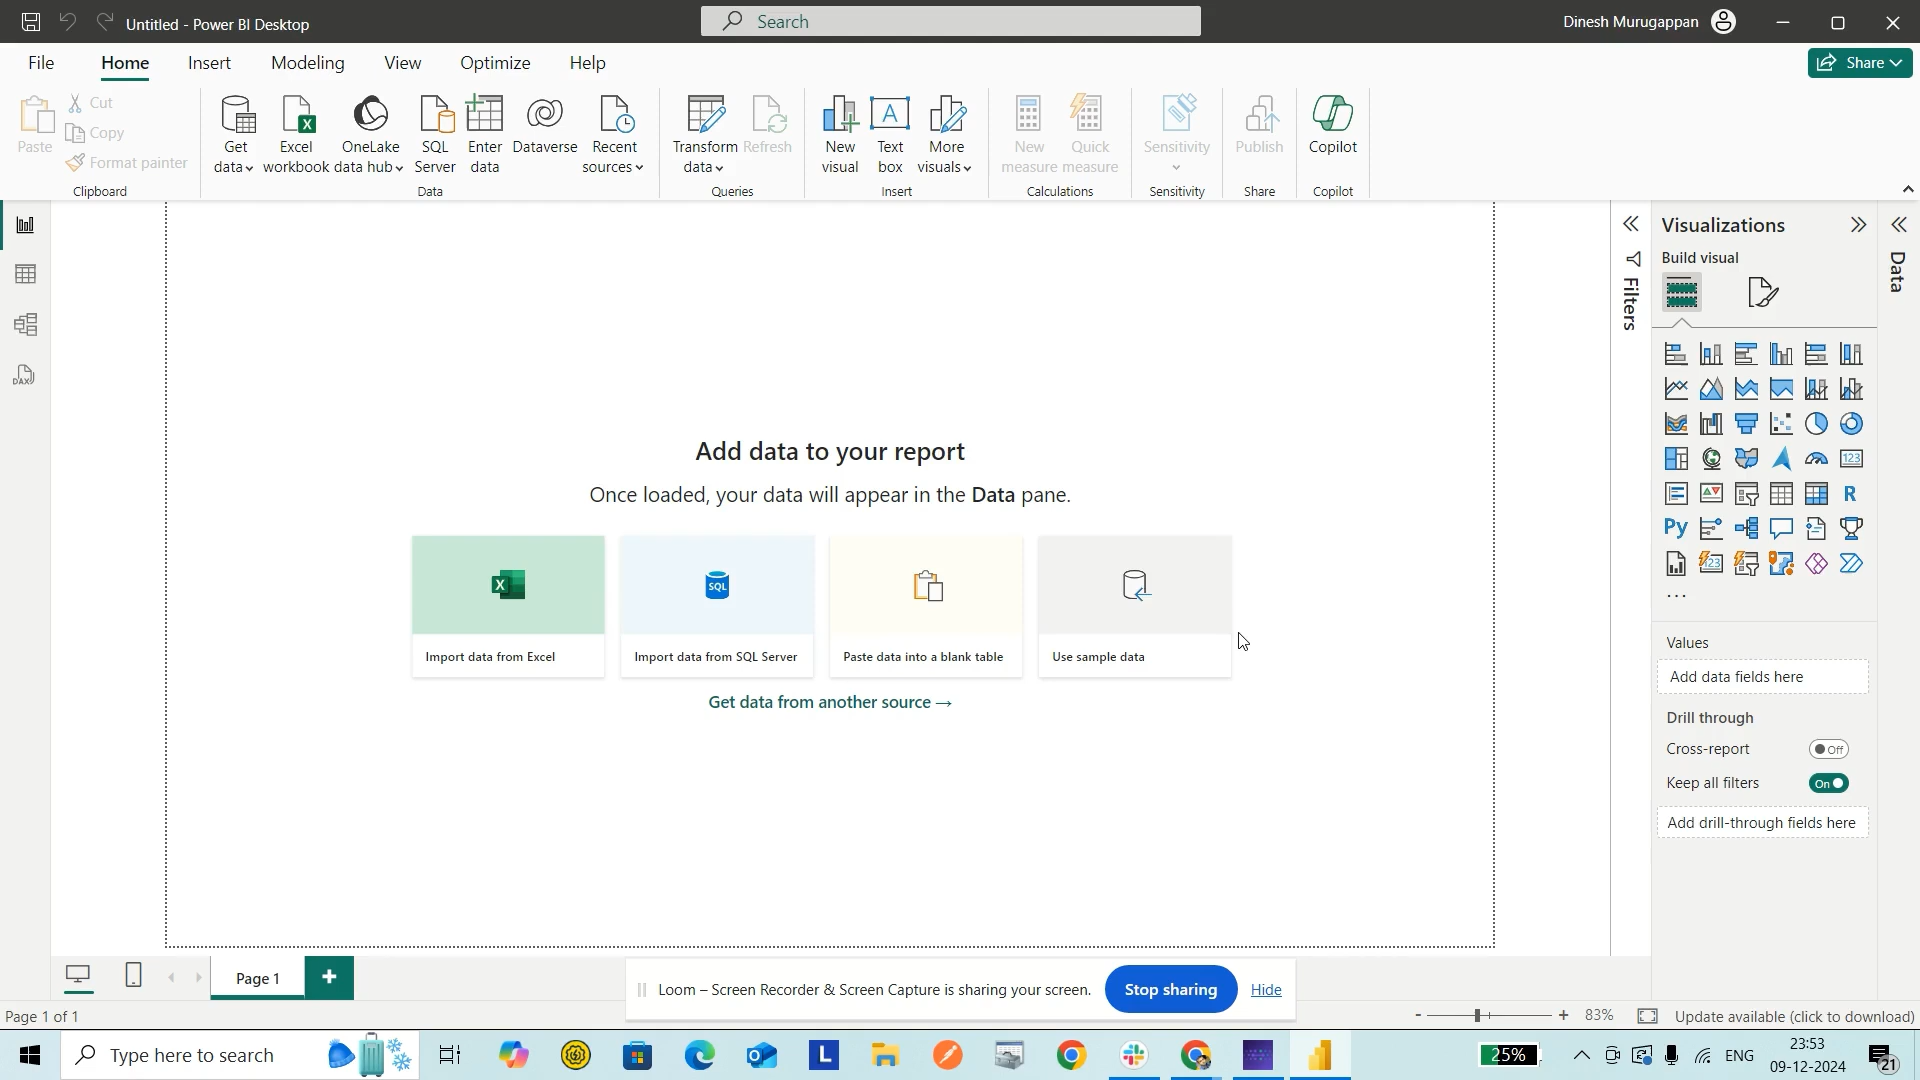 Untitled - Power BI Desktop
Search
Dinesh Murugappan
File
Home
Insert
Modeling
View
Optimize
Help
Share
Paste
Cut
Copy
Format painter
Clipboard
Get data
Excel workbook
OneLake data hub
SQL Server
Enter data
Dataverse
Recent sources
Data
Transform data
Refresh
Queries
New visual
Text box
More visuals
Insert
New measure
Quick measure
Calculations
Sensitivity
Sensitivity
Publish
Share
Copilot
Copilot
DAX
Filters
Visualizations
Build visual
Data
123
R
Py
123
...
Values
Add data fields here
Drill through
Cross-report
Off
Keep all filters
On
Add drill-through fields here
Add data to your report
Once loaded, your data will appear in the Data pane.
X
SQL
Import data from Excel
Import data from SQL Server
Paste data into a blank table
Use sample data
Get data from another source →
Page 1
+
Loom – Screen Recorder & Screen Capture is sharing your screen.
Stop sharing
Hide
Page 1 of 1
- + 83%
Update available (click to download)
Type here to search
L
25%
ENG
23:53
09-12-2024
21